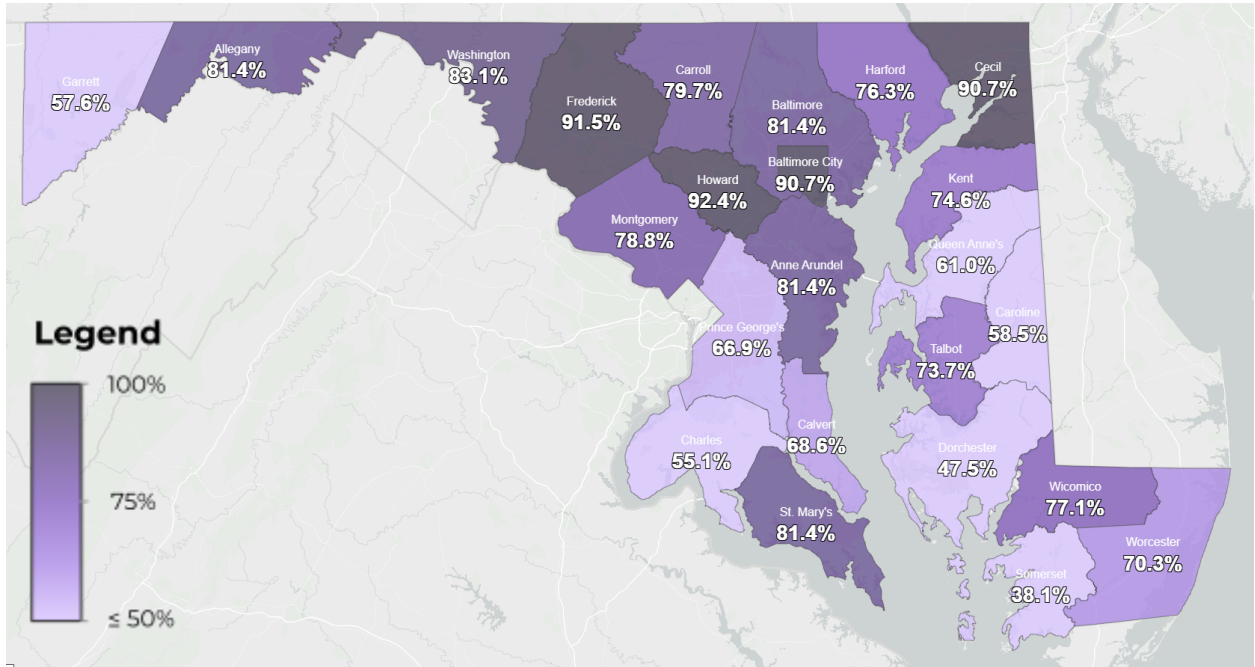 Garrett
57.6%
Allegany
81.4%
Washington
83.1%
Frederick
91.5%
Carroll
79.7%
Baltimore
81.4%
Harford
76.3%
Cecil
90.7%
Baltimore City
90.7%
Howard
92.4%
Montgomery
78.8%
Kent
74.6%
Queen Anne's
61.0%
Anne Arundel
81.4%
Prince George's
66.9%
Caroline
58.5%
Talbot
73.7%
Charles
55.1%
Calvert
68.6%
Dorchester
47.5%
St. Mary's
81.4%
Wicomico
77.1%
Worcester
70.3%
Somerset
38.1%
Legend
100%
75%
≤ 50%